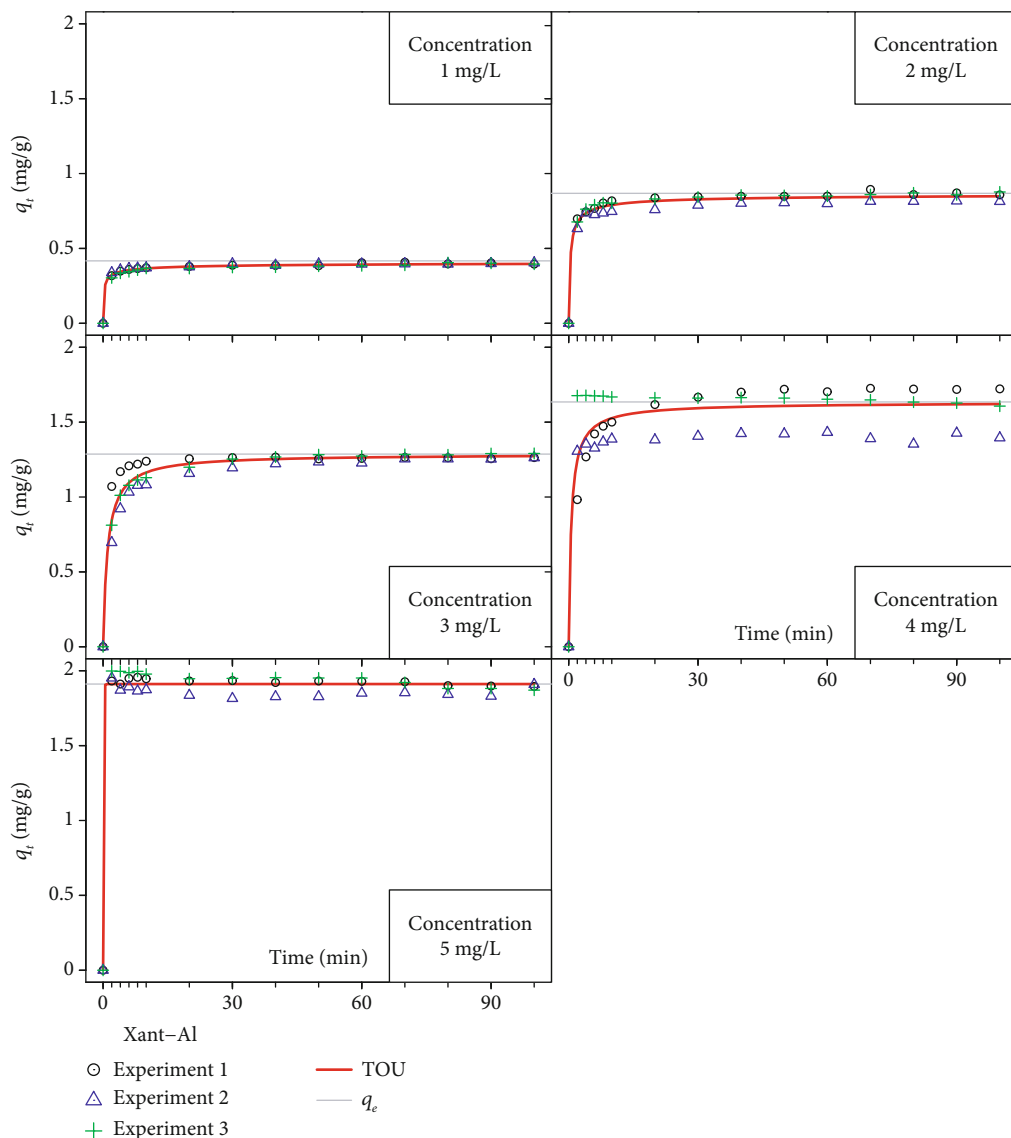 2
Concentration
1 mg/L
1.5
1
0.5
0
q_t (mg/g)
Concentration
2 mg/L
2
1.5
1
0.5
0
q_t (mg/g)
Concentration
3 mg/L
Time (min)
Concentration
4 mg/L
0
30
60
90
2
1.5
1
0.5
0
q_t (mg/g)
Time (min)
Concentration
5 mg/L
0
30
60
90
Xant–Al
Experiment 1
TOU
Experiment 2
q_e
Experiment 3